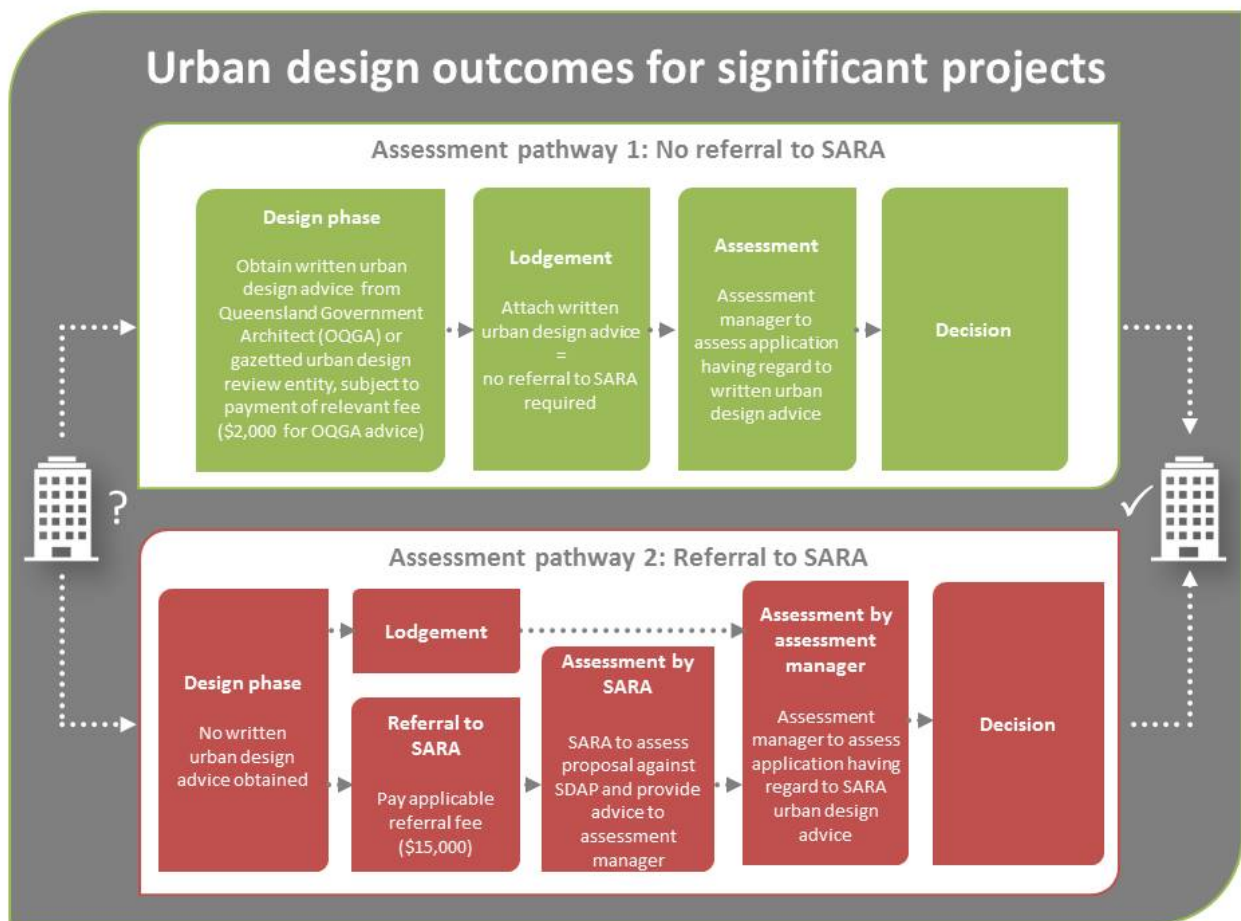 Urban design outcomes for significant projects
Assessment pathway 1: No referral to SARA
Design phase
Obtain written urban
design advice from
Queensland Government
Architect (OQGA) or
gazetted urban design
review entity, subject to
payment of relevant fee
($2,000 for OQGA advice)
Lodgement
Attach written
urban design advice
=
no referral to SARA
required
Assessment
Assessment
manager to
assess application
having regard to
written urban
design advice
Decision
?
✓
Assessment pathway 2: Referral to SARA
Design phase
No written
urban design
advice obtained
Lodgement
Referral to
SARA
Pay applicable
referral fee
($15,000)
Assessment by
SARA
SARA to assess
proposal against
SDAP and provide
advice to
assessment
manager
Assessment by
assessment
manager
Assessment
manager to assess
application having
regard to SARA
urban design
advice
Decision